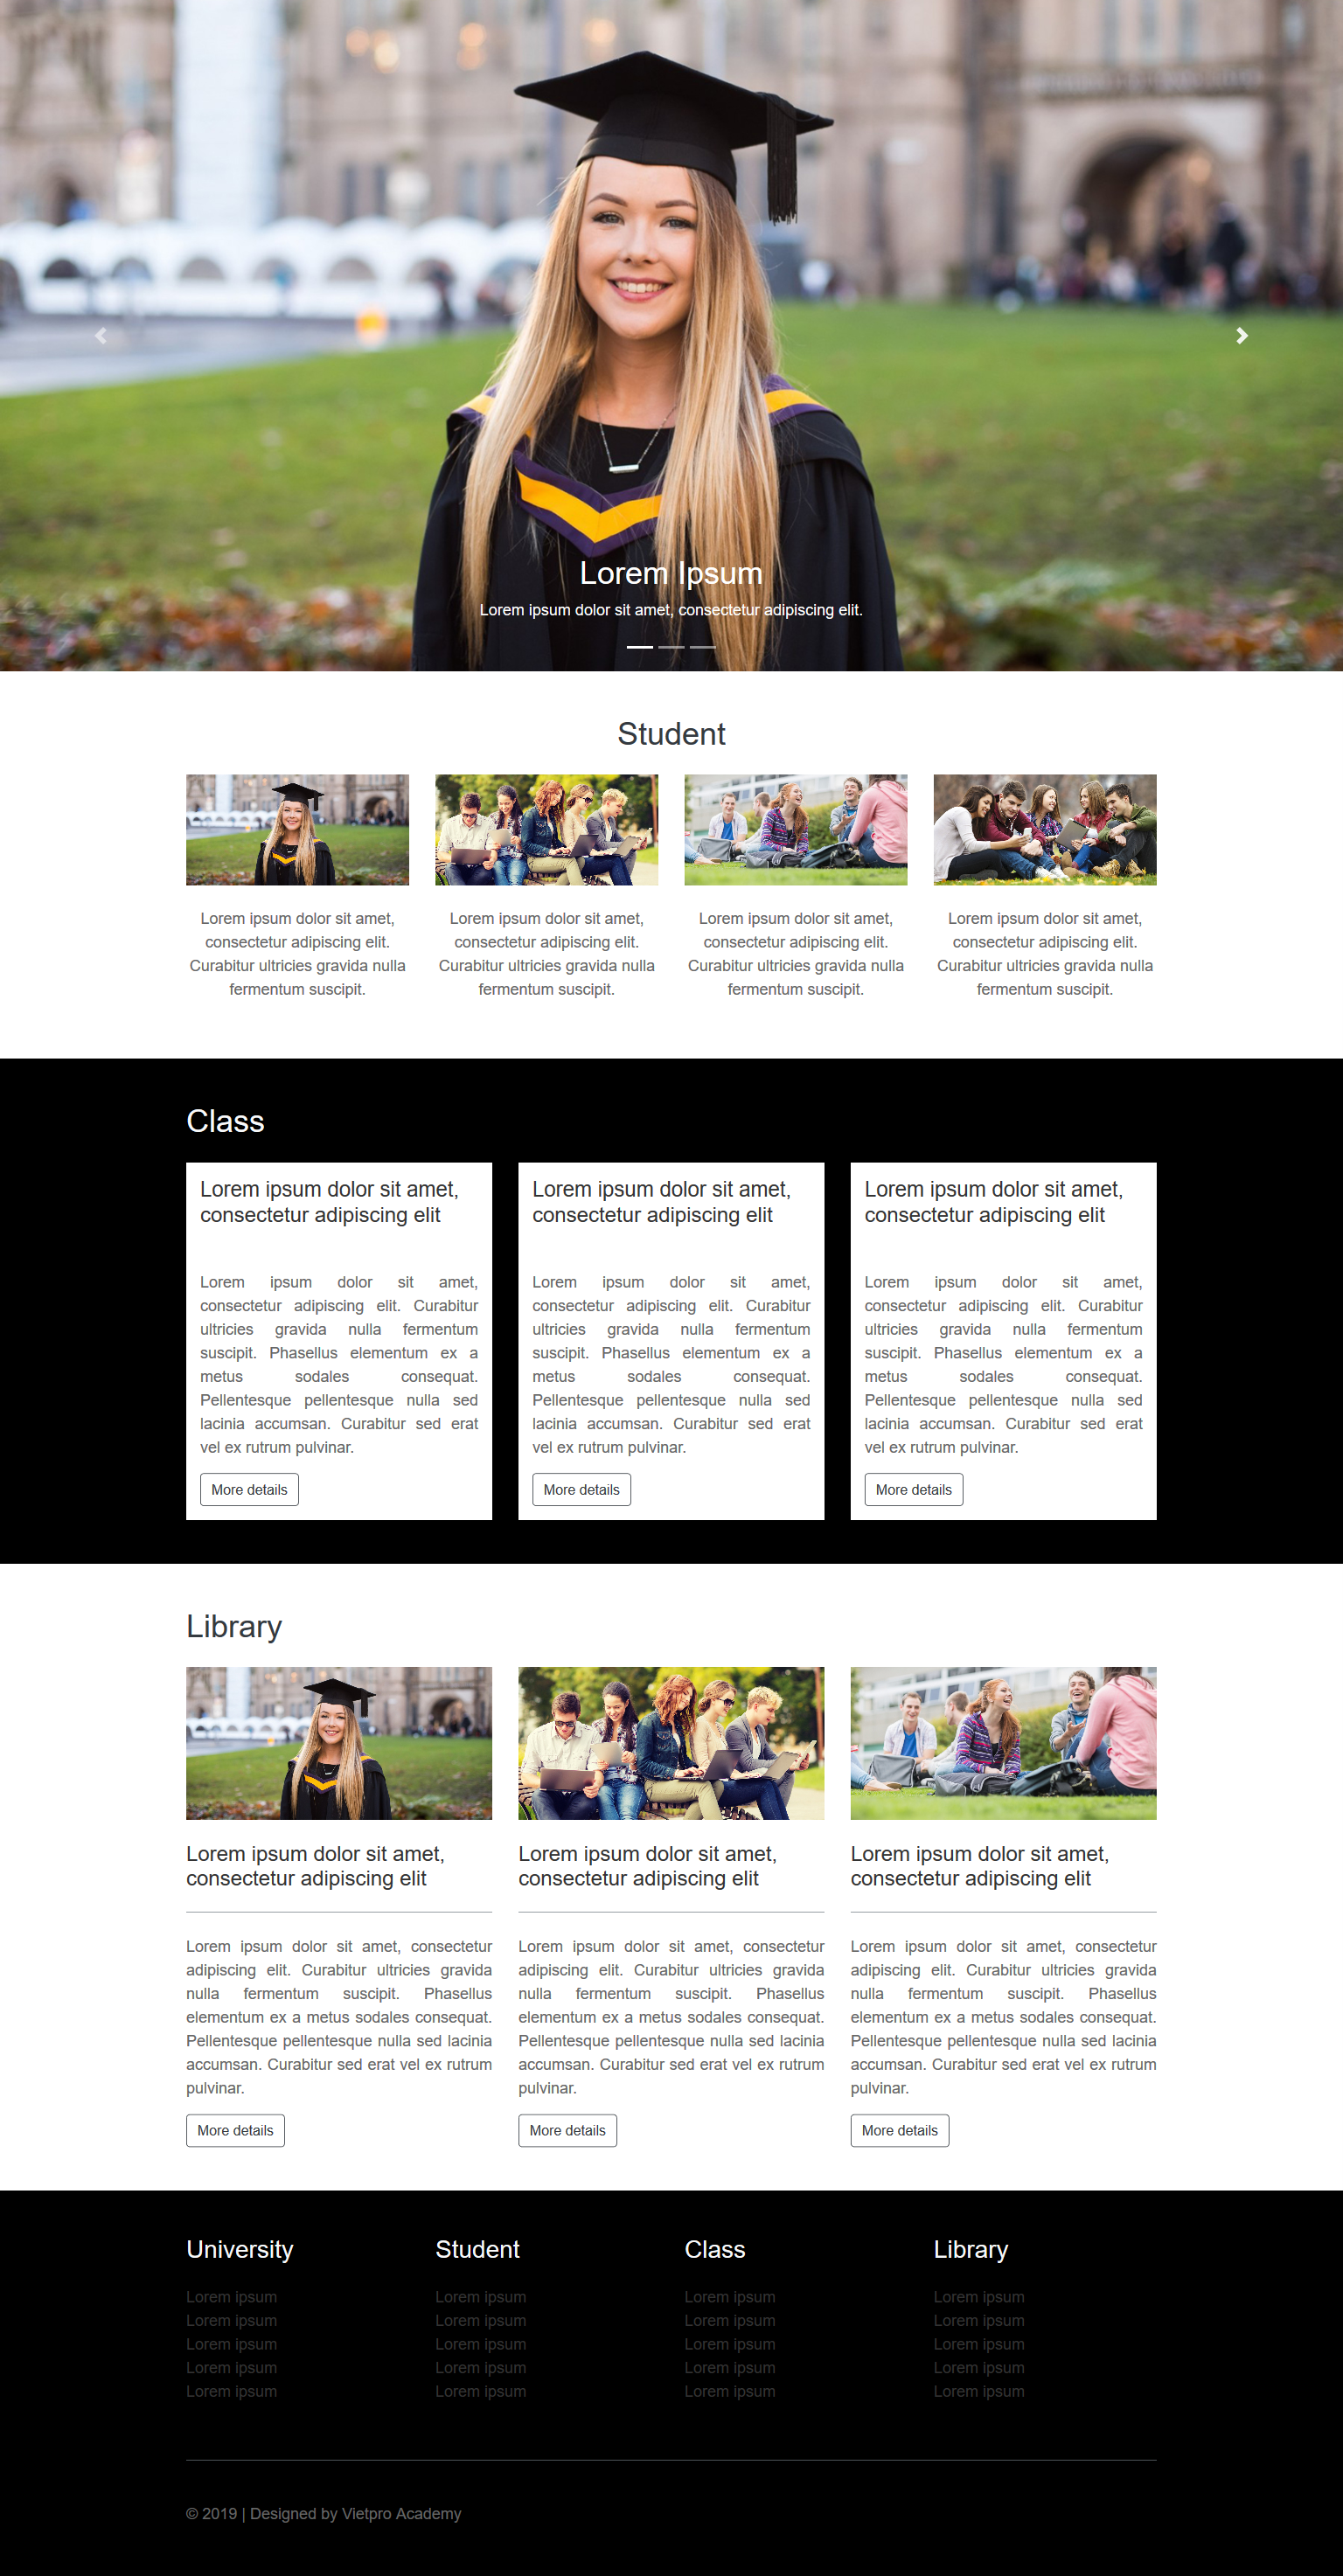 Lorem Ipsum
Lorem ipsum dolor sit amet, consectetur adipiscing elit.
Student
Lorem ipsum dolor sit amet,
consectetur adipiscing elit.
Curabitur ultricies gravida nulla
fermentum suscipit.
Lorem ipsum dolor sit amet,
consectetur adipiscing elit.
Curabitur ultricies gravida nulla
fermentum suscipit.
Lorem ipsum dolor sit amet,
consectetur adipiscing elit.
Curabitur ultricies gravida nulla
fermentum suscipit.
Lorem ipsum dolor sit amet,
consectetur adipiscing elit.
Curabitur ultricies gravida nulla
fermentum suscipit.
Class
Lorem ipsum dolor sit amet,
consectetur adipiscing elit
Lorem ipsum dolor sit amet,
consectetur adipiscing elit. Curabitur
ultricies gravida nulla fermentum
suscipit. Phasellus elementum ex a
metus sodales consequat.
Pellentesque pellentesque nulla sed
lacinia accumsan. Curabitur sed erat
vel ex rutrum pulvinar.
More details
Lorem ipsum dolor sit amet,
consectetur adipiscing elit
Lorem ipsum dolor sit amet,
consectetur adipiscing elit. Curabitur
ultricies gravida nulla fermentum
suscipit. Phasellus elementum ex a
metus sodales consequat.
Pellentesque pellentesque nulla sed
lacinia accumsan. Curabitur sed erat
vel ex rutrum pulvinar.
More details
Lorem ipsum dolor sit amet,
consectetur adipiscing elit
Lorem ipsum dolor sit amet,
consectetur adipiscing elit. Curabitur
ultricies gravida nulla fermentum
suscipit. Phasellus elementum ex a
metus sodales consequat.
Pellentesque pellentesque nulla sed
lacinia accumsan. Curabitur sed erat
vel ex rutrum pulvinar.
More details
Library
Lorem ipsum dolor sit amet,
consectetur adipiscing elit
Lorem ipsum dolor sit amet, consectetur
adipiscing elit. Curabitur ultricies gravida
nulla fermentum suscipit. Phasellus
elementum ex a metus sodales consequat.
Pellentesque pellentesque nulla sed lacinia
accumsan. Curabitur sed erat vel ex rutrum
pulvinar.
More details
Lorem ipsum dolor sit amet,
consectetur adipiscing elit
Lorem ipsum dolor sit amet, consectetur
adipiscing elit. Curabitur ultricies gravida
nulla fermentum suscipit. Phasellus
elementum ex a metus sodales consequat.
Pellentesque pellentesque nulla sed lacinia
accumsan. Curabitur sed erat vel ex rutrum
pulvinar.
More details
Lorem ipsum dolor sit amet,
consectetur adipiscing elit
Lorem ipsum dolor sit amet, consectetur
adipiscing elit. Curabitur ultricies gravida
nulla fermentum suscipit. Phasellus
elementum ex a metus sodales consequat.
Pellentesque pellentesque nulla sed lacinia
accumsan. Curabitur sed erat vel ex rutrum
pulvinar.
More details
University
Lorem ipsum
Lorem ipsum
Lorem ipsum
Lorem ipsum
Lorem ipsum
Student
Lorem ipsum
Lorem ipsum
Lorem ipsum
Lorem ipsum
Lorem ipsum
Class
Lorem ipsum
Lorem ipsum
Lorem ipsum
Lorem ipsum
Lorem ipsum
Library
Lorem ipsum
Lorem ipsum
Lorem ipsum
Lorem ipsum
Lorem ipsum
© 2019 | Designed by Vietpro Academy